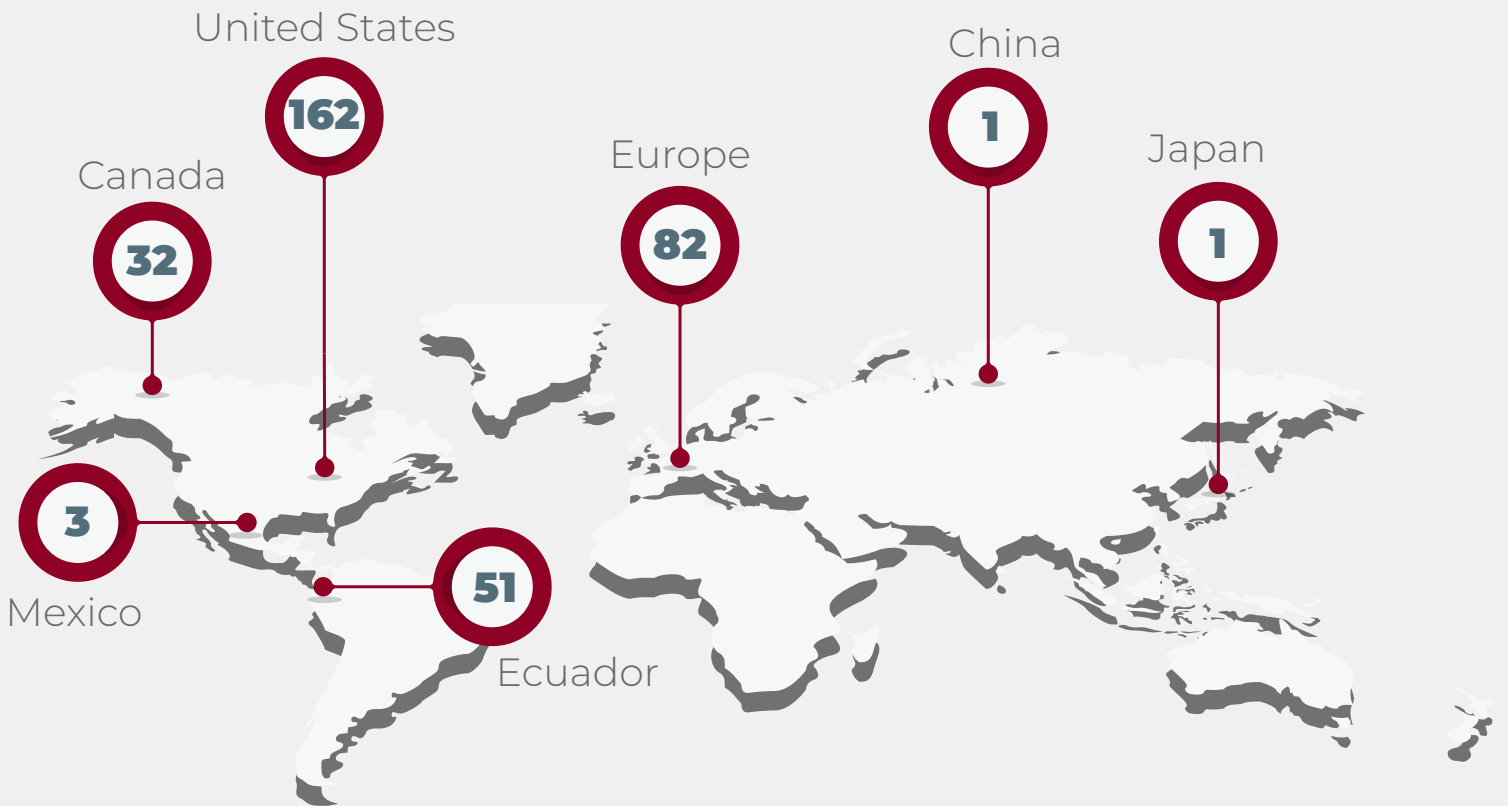 United States
162
Canada
32
China
1
Europe
82
Japan
1
3
Mexico
51
Ecuador